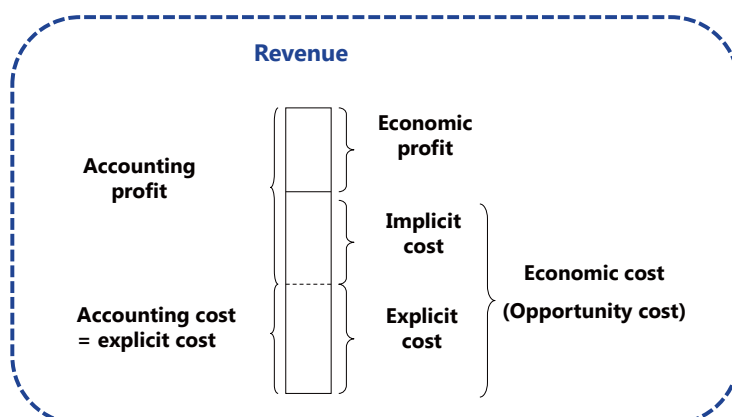 Revenue
Economic
profit
Accounting
profit
Implicit
cost
Economic cost
(Opportunity cost)
Accounting cost
= explicit cost
Explicit
cost